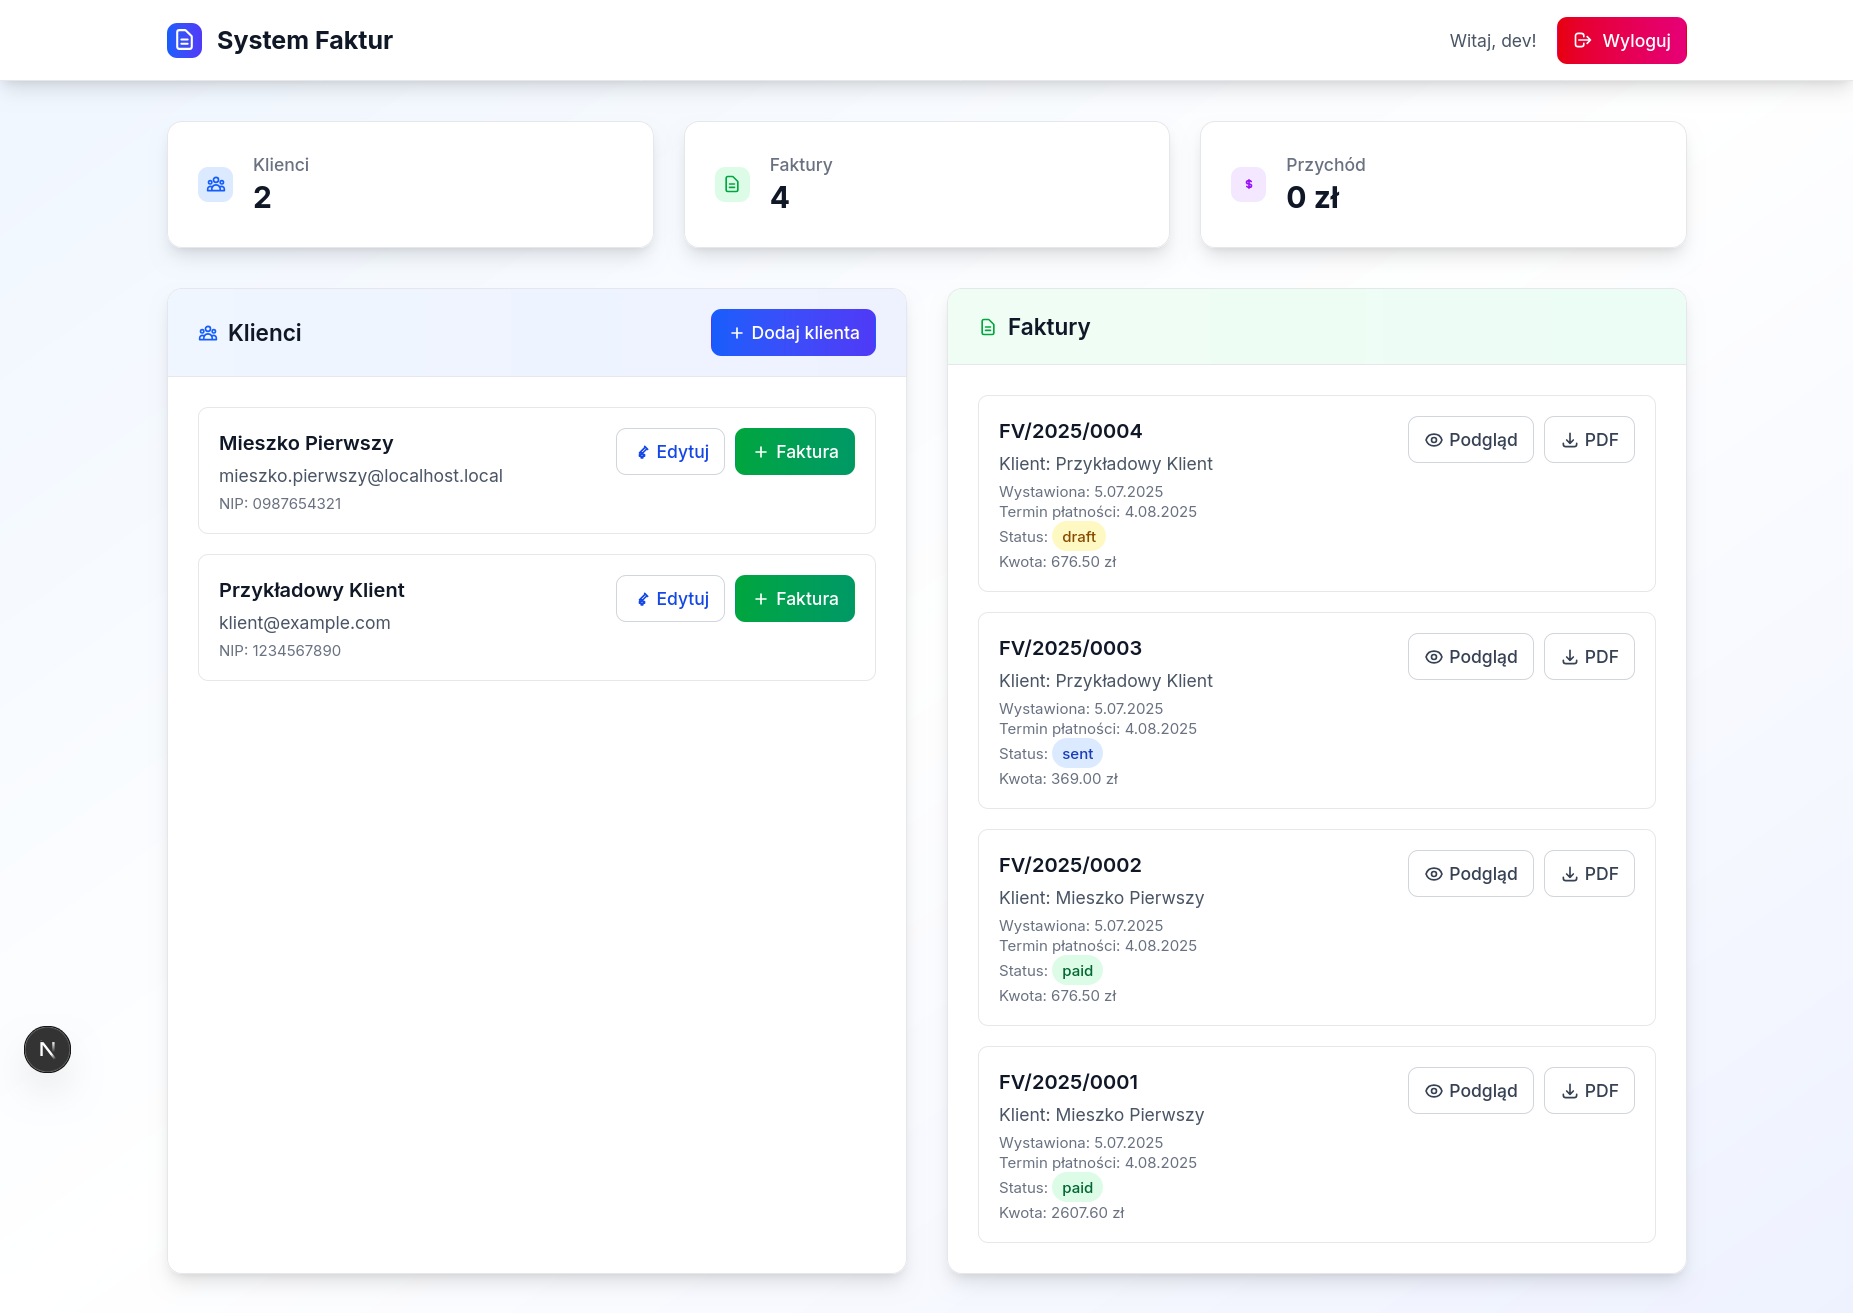 System Faktur
Witaj, dev!
Wyloguj
Klienci
2
Faktury
4
$
Przychód
0 zł
Klienci
+ Dodaj klienta
Mieszko Pierwszy
mieszko.pierwszy@localhost.local
NIP: 0987654321
Edytuj
+ Faktura
Przykładowy Klient
klient@example.com
NIP: 1234567890
Edytuj
+ Faktura
Faktury
FV/2025/0004
Klient: Przykładowy Klient
Wystawiona: 5.07.2025
Termin płatności: 4.08.2025
Status: draft
Kwota: 676.50 zł
Podgląd
PDF
FV/2025/0003
Klient: Przykładowy Klient
Wystawiona: 5.07.2025
Termin płatności: 4.08.2025
Status: sent
Kwota: 369.00 zł
Podgląd
PDF
FV/2025/0002
Klient: Mieszko Pierwszy
Wystawiona: 5.07.2025
Termin płatności: 4.08.2025
Status: paid
Kwota: 676.50 zł
Podgląd
PDF
FV/2025/0001
Klient: Mieszko Pierwszy
Wystawiona: 5.07.2025
Termin płatności: 4.08.2025
Status: paid
Kwota: 2607.60 zł
Podgląd
PDF
N